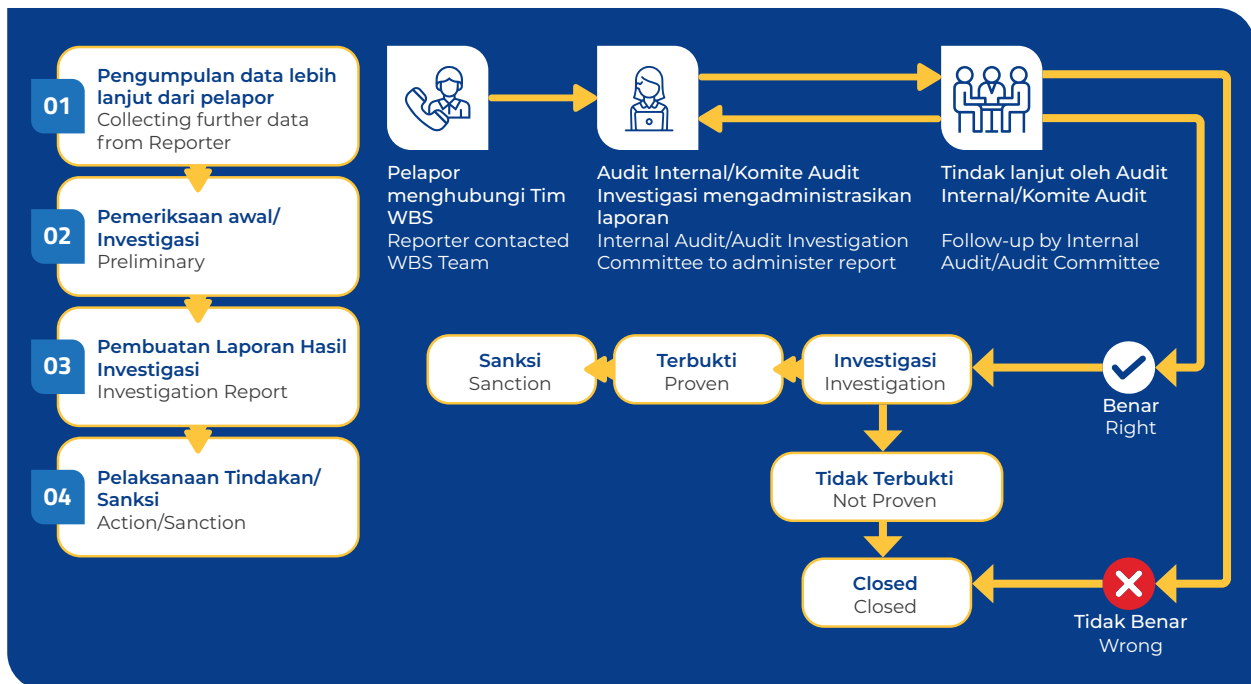 01
Pengumpulan data lebih
lanjut dari pelapor
Collecting further data
from Reporter
02
Pemeriksaan awal/
Investigasi
Preliminary
03
Pembuatan Laporan Hasil
Investigasi
Investigation Report
04
Pelaksanaan Tindakan/
Sanksi
Action/Sanction
Pelapor
menghubungi Tim
WBS
Reporter contacted
WBS Team
Audit Internal/Komite Audit
Investigasi mengadministrasikan
laporan
Internal Audit/Audit Investigation
Committee to administer report
Tindak lanjut oleh Audit
Internal/Komite Audit
Follow-up by Internal
Audit/Audit Committee
Sanksi
Sanction
Terbukti
Proven
Investigasi
Investigation
Benar
Right
Tidak Terbukti
Not Proven
Closed
Closed
Tidak Benar
Wrong